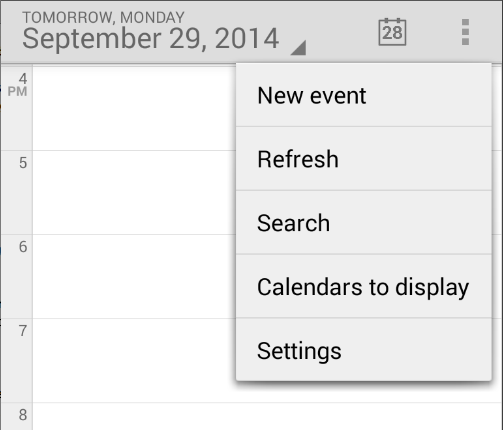 TOMORROW, MONDAY
September 29, 2014
28
4
PM
5
6
7
8
New event
Refresh
Search
Calendars to display
Settings